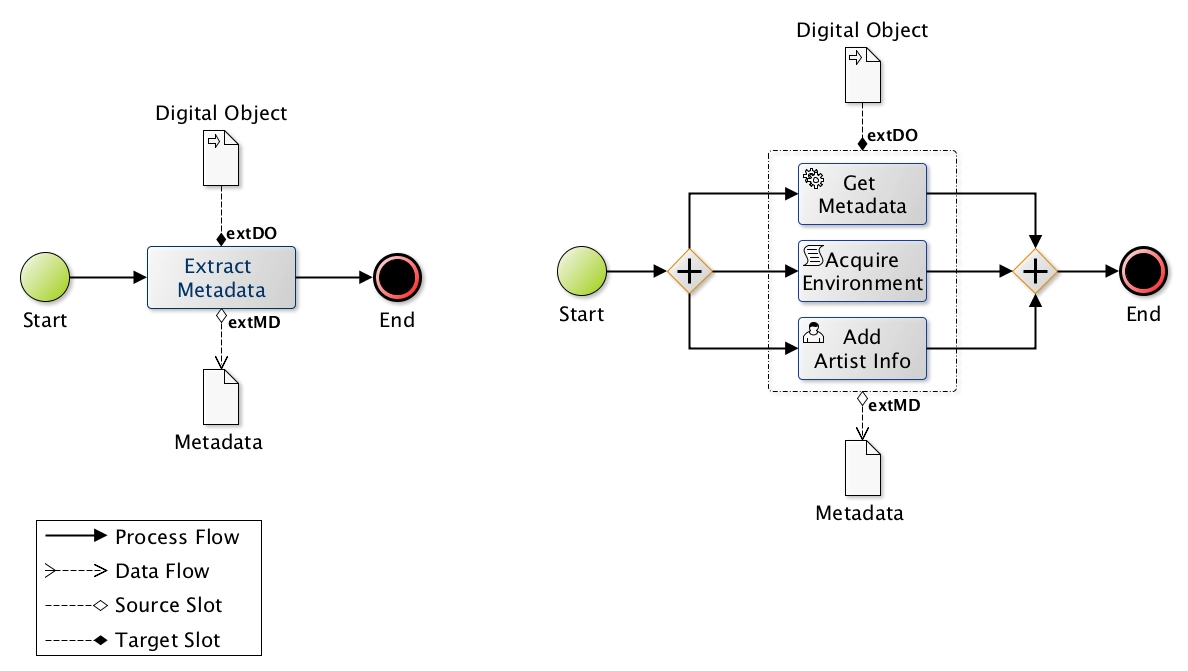 Digital Object
extDO
Start
Extract
Metadata
End
extMD
Metadata
Digital Object
extDO
Get
Metadata
Acquire
Environment
Add
Artist Info
Start
End
extMD
Metadata
Process Flow
Data Flow
Source Slot
Target Slot